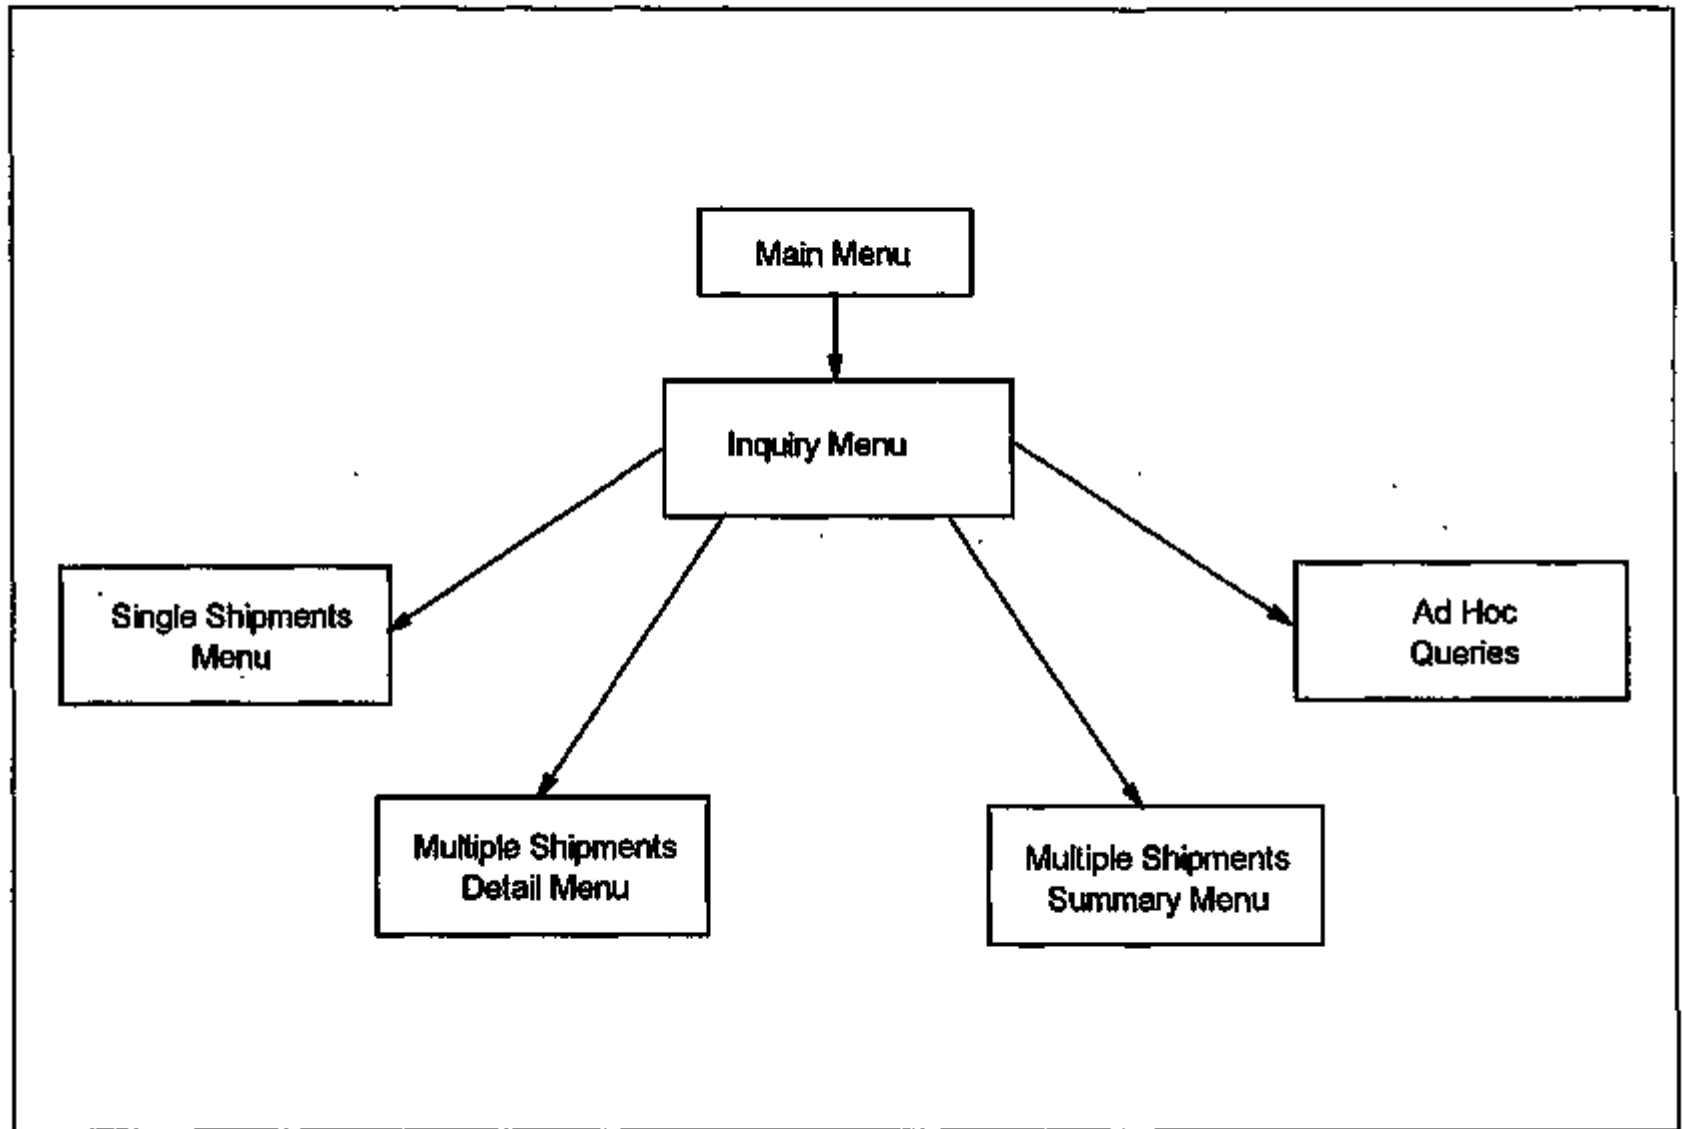 Main Menu
Inquiry Menu
Single Shipments
Menu
Ad Hoc
Queries
Multiple Shipments
Detail Menu
Multiple Shipments
Summary Menu